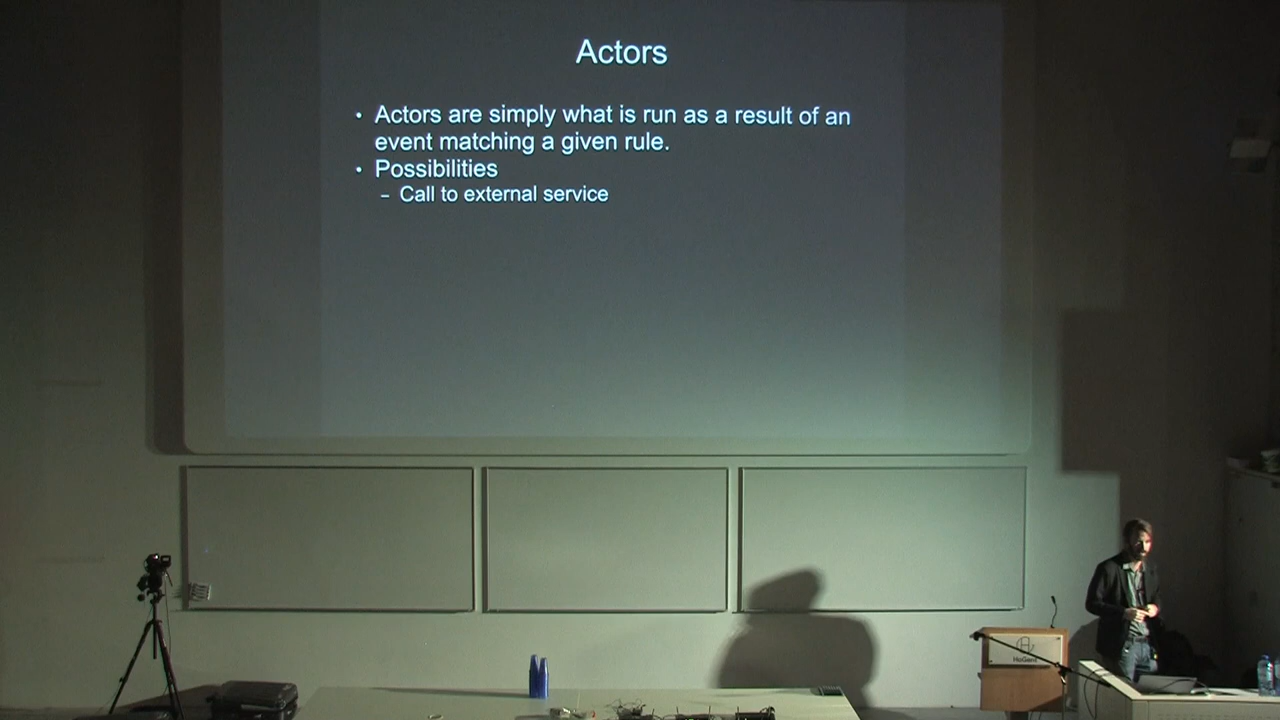 Actors
• Actors are simply what is run as a result of an
event matching a given rule.
• Possibilities
– Call to external service
HoGent